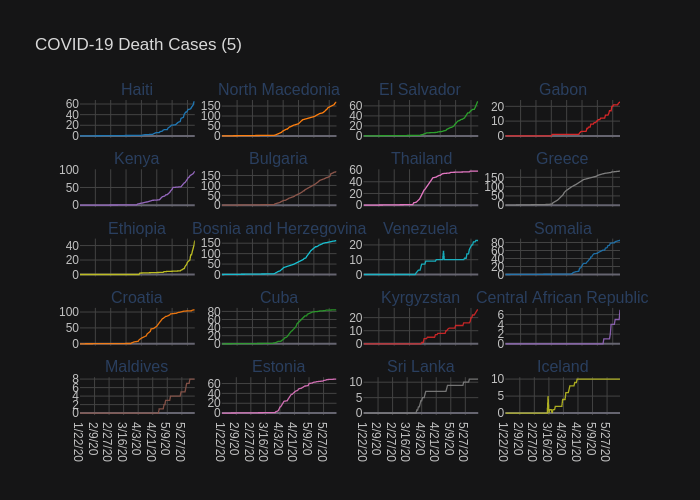 COVID-19 Death Cases (5)
Haiti North Macedonia El Salvador Gabon
60 40 20 0 150 100 50 0 60 40 20 0 20 10 0
Kenya Bulgaria Thailand Greece
100 50 0 150 100 50 0 60 40 20 0 150 100 50 0
Ethiopia Bosnia and Herzegovina Venezuela Somalia
40 20 0 150 100 50 0 20 10 0 80 60 40 20 0
Croatia Cuba Kyrgyzstan Central African Republic
100 50 0 80 60 40 20 0 20 10 0 6 4 2 0
Maldives Estonia Sri Lanka Iceland
8 6 4 2 0 60 40 20 0 10 5 0 10 5 0
1/22/20 2/9/20 2/27/20 3/16/20 4/3/20 4/21/20 5/9/20 5/27/20 1/22/20 2/9/20 2/27/20 3/16/20 4/3/20 4/21/20 5/9/20 5/27/20 1/22/20 2/9/20 2/27/20 3/16/20 4/3/20 4/21/20 5/9/20 5/27/20 1/22/20 2/9/20 2/27/20 3/16/20 4/3/20 4/21/20 5/9/20 5/27/20